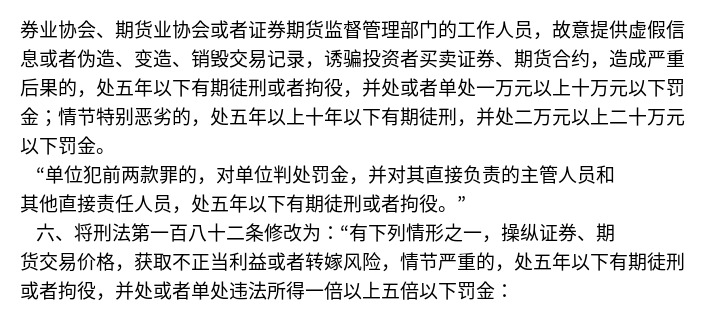 券业协会、期货业协会或者证券期货监督管理部门的工作人员，故意提供虚假信
息或者伪造、变造、销毁交易记录，诱骗投资者买卖证券、期货合约，造成严重
后果的，处五年以下有期徒刑或者拘役，并处或者单处一万元以上十万元以下罚
金；情节特别恶劣的，处五年以上十年以下有期徒刑，并处二万元以上二十万元
以下罚金。
“单位犯前两款罪的，对单位判处罚金，并对其直接负责的主管人员和
其他直接责任人员，处五年以下有期徒刑或者拘役。”
六、将刑法第一百八十二条修改为：“有下列情形之一，操纵证券、期
货交易价格，获取不正当利益或者转嫁风险，情节严重的，处五年以下有期徒刑
或者拘役，并处或者单处违法所得一倍以上五倍以下罚金：